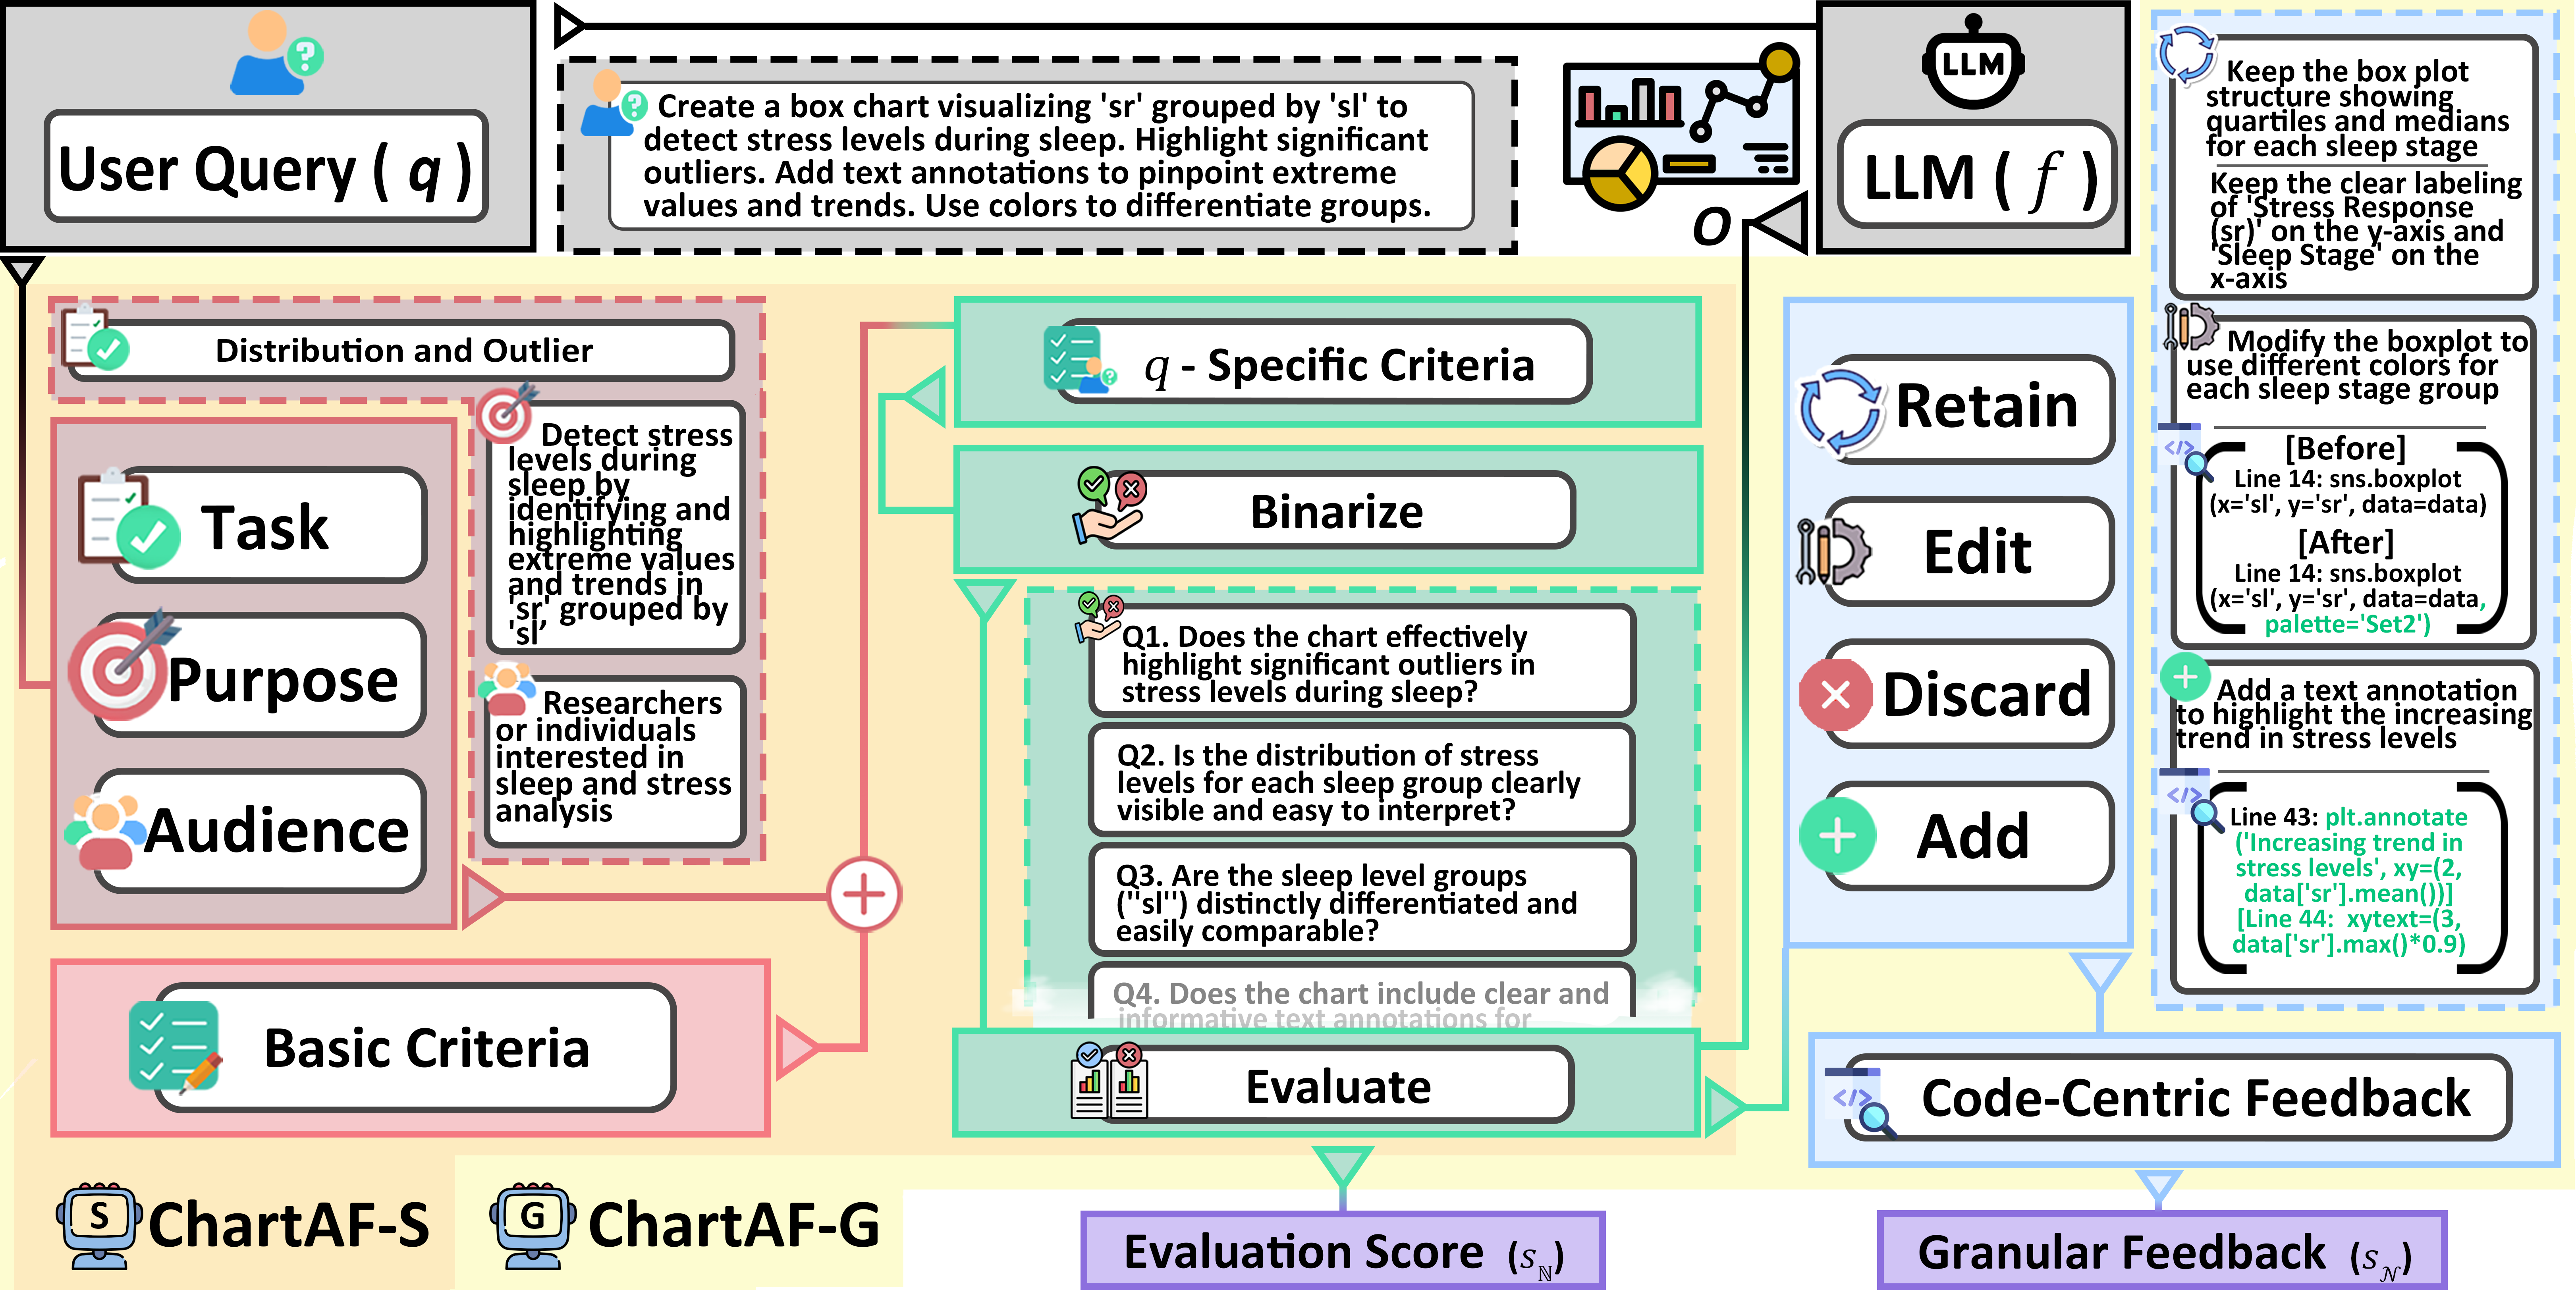 User Query ( q )
Create a box chart visualizing 'sr' grouped by 'sl' to
detect stress levels during sleep. Highlight significant
outliers. Add text annotations to pinpoint extreme
values and trends. Use colors to differentiate groups.
O
LLM
LLM ( f )
Distribution and Outlier
Task
Purpose
Audience
Detect stress
levels during
sleep by
identifying and
highlighting
extreme values
and trends in
'sr' grouped by
'sl'
Researchers
or individuals
interested in
sleep and stress
analysis
Basic Criteria
q - Specific Criteria
Binarize
Q1. Does the chart effectively
highlight significant outliers in
stress levels during sleep?
Q2. Is the distribution of stress
levels for each sleep group clearly
visible and easy to interpret?
Q3. Are the sleep level groups
(''sl'') distinctly differentiated and
easily comparable?
Q4. Does the chart include clear and
informative text annotations for
Evaluate
Retain
Edit
Discard
Add
Keep the box plot
structure showing
quartiles and medians
for each sleep stage
Keep the clear labeling
of 'Stress Response
(sr)' on the y-axis and
'Sleep Stage' on the
x-axis
Modify the boxplot to
use different colors for
each sleep stage group
[Before]
Line 14: sns.boxplot
(x='sl', y='sr', data=data)
[After]
Line 14: sns.boxplot
(x='sl', y='sr', data=data,
palette='Set2')
Add a text annotation
to highlight the increasing
trend in stress levels
Line 43: plt.annotate
('Increasing trend in
stress levels', xy=(2,
data['sr'].mean())]
[Line 44: xytext=(3,
data['sr'].max()*0.9)
Code-Centric Feedback
S ChartAF-S
G ChartAF-G
Evaluation Score (sℕ)
Granular Feedback (s𝒩)